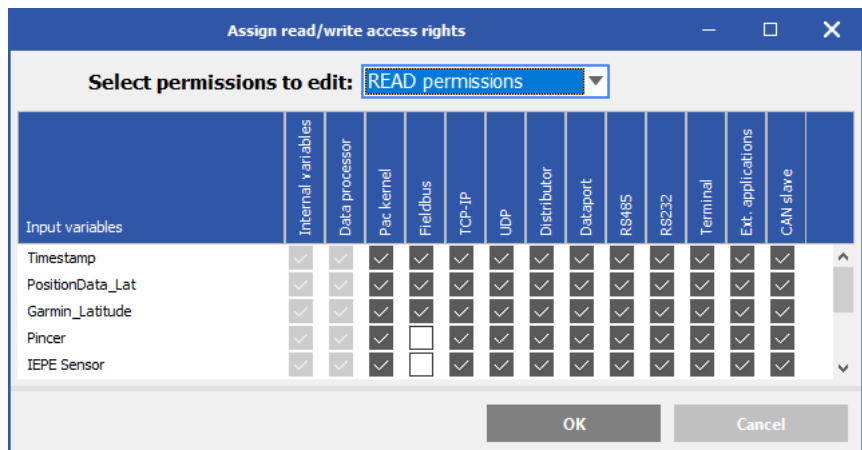 Assign read/write access rights
Select permissions to edit: READ permissions
Input variables
Internal variables
Data processor
Pac kernel
Fieldbus
TCP-IP
UDP
Distributor
Dataport
RS485
RS232
Terminal
Ext. applications
CAN slave
Timestamp
PositionData_Lat
Garmin_Latitude
Pincer
IEPE Sensor
OK
Cancel